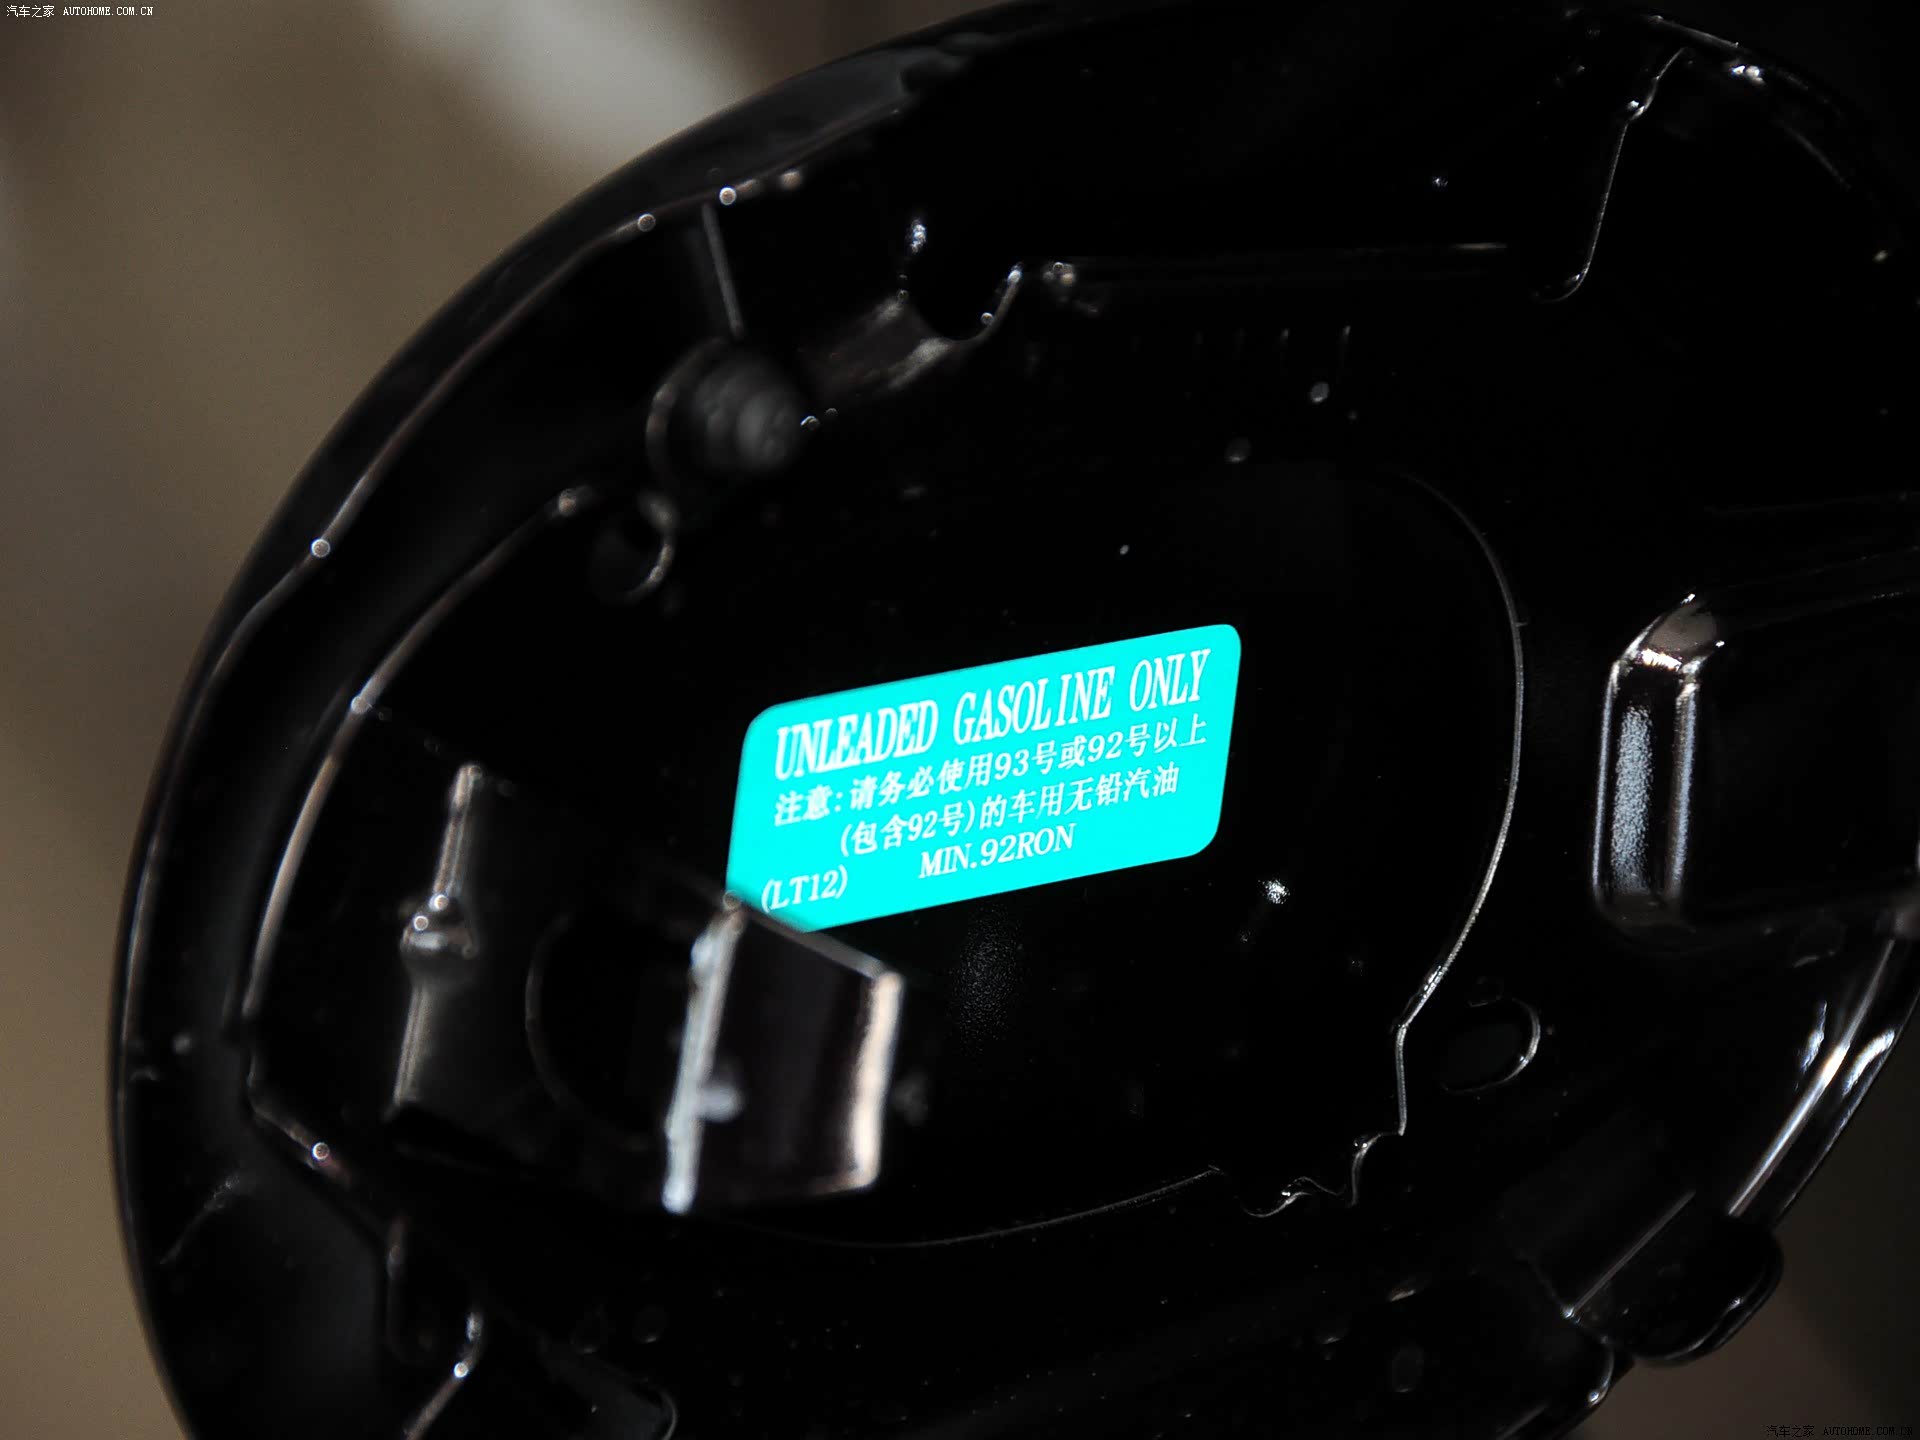 汽车之家 AUTOHOME.COM.CN
UNLEADED GASOLINE ONLY
注意:请务必使用93号或92号以上
(包含92号)的车用无铅汽油
MIN.92RON
(LT12)
汽车之家 AUTOHOME.COM.CN